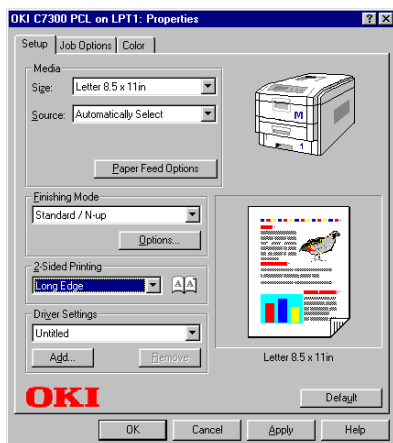 OKI C7300 PCL on LPT1: Properties
Setup Job Options Color
Media
Size: Letter 8.5 x 11in
Source: Automatically Select
M
1
Paper Feed Options
Finishing Mode
Standard / N-up
Options...
2-Sided Printing
Long Edge
A A
Driver Settings
Untitled
Add... Remove
Letter 8.5 x 11in
OKI
Default
OK Cancel Apply Help